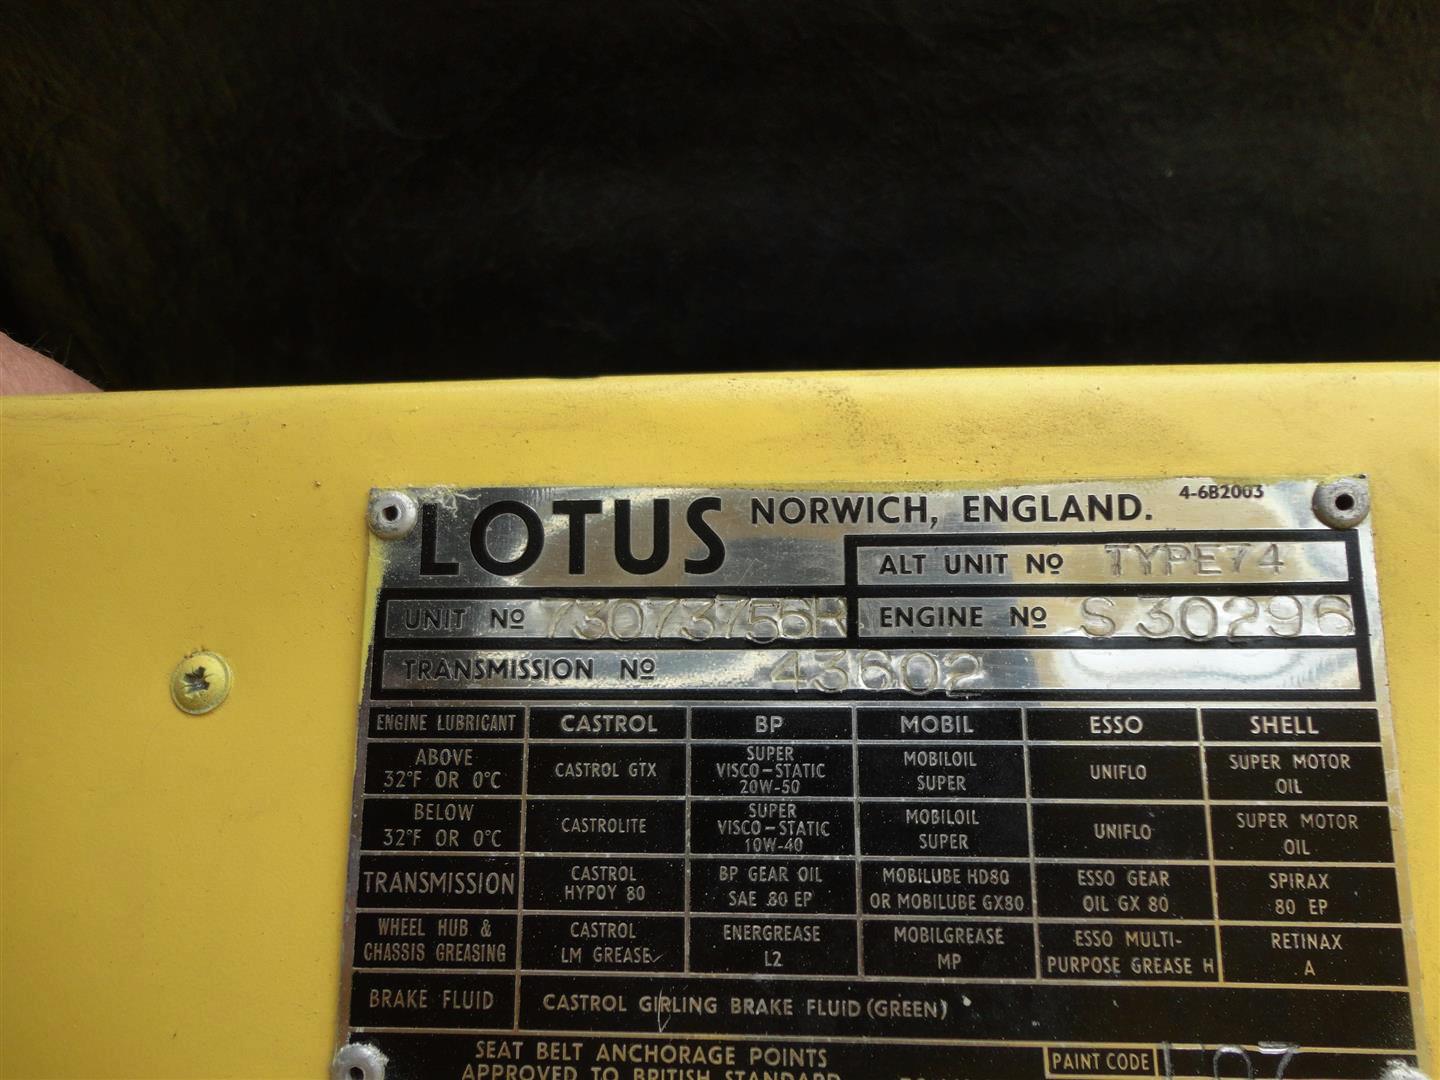 LOTUS NORWICH, ENGLAND. 4-6B2003
ALT UNIT Nº TYPE74
UNIT Nº 73073756R ENGINE Nº S 30296
TRANSMISSION Nº 43602
ENGINE LUBRICANT CASTROL BP MOBIL ESSO SHELL
ABOVE 32°F OR 0°C CASTROL GTX SUPER VISCO-STATIC 20W-50 MOBILOIL SUPER UNIFLO SUPER MOTOR OIL
BELOW 32°F OR 0°C CASTROLITE SUPER VISCO-STATIC 10W-40 MOBILOIL SUPER UNIFLO SUPER MOTOR OIL
TRANSMISSION CASTROL HYPOY 80 BP GEAR OIL SAE 80 EP MOBILUBE HD80 OR MOBILUBE GX80 ESSO GEAR OIL GX 80 SPIRAX 80 EP
WHEEL HUB & CHASSIS GREASING CASTROL LM GREASE ENERGREASE L2 MOBILGREASE MP ESSO MULTI-PURPOSE GREASE H RETINAX A
BRAKE FLUID CASTROL GIRLING BRAKE FLUID (GREEN)
SEAT BELT ANCHORAGE POINTS PAINT CODE
APPROVED TO BRITISH STANDARD